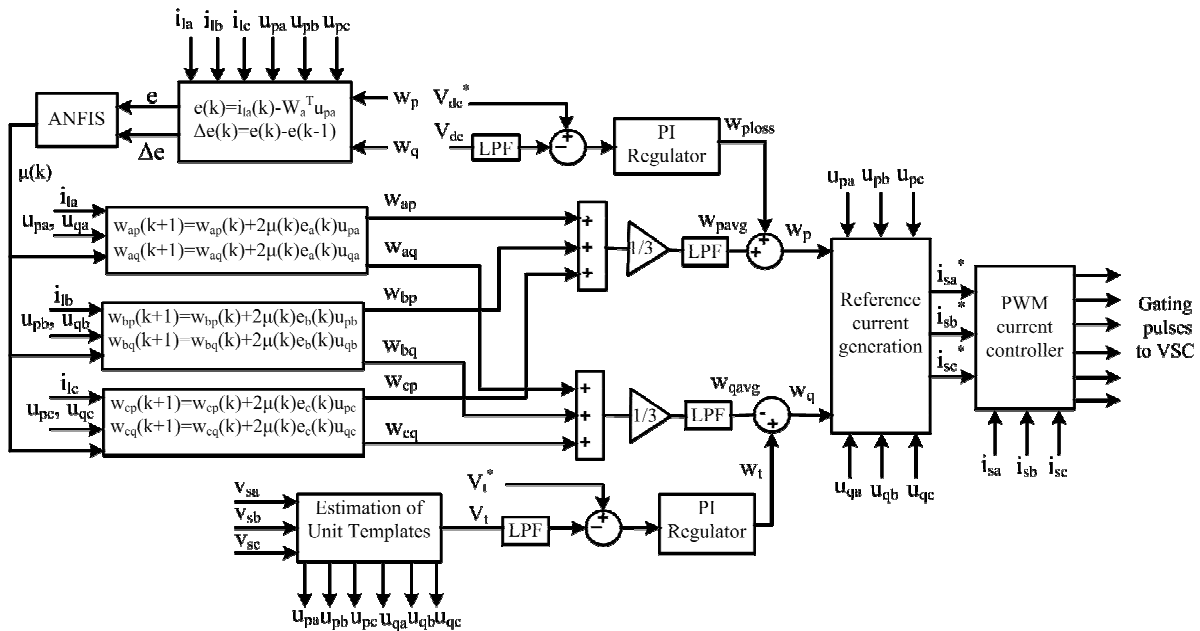 i_la i_lb i_lc u_pa u_pb u_pc
e(k)=i_la(k)-W_a^T u_pa
Δe(k)=e(k)-e(k-1)
ANFIS
e
Δe
w_p
w_q
μ(k)
V_dc*
V_dc
LPF
+
−
PI
Regulator
w_ploss
i_la
u_pa, u_qa
w_ap(k+1)=w_ap(k)+2μ(k)e_a(k)u_pa
w_aq(k+1)=w_aq(k)+2μ(k)e_a(k)u_qa
w_ap
w_aq
i_lb
u_pb, u_qb
w_bp(k+1)=w_bp(k)+2μ(k)e_b(k)u_pb
w_bq(k+1)=w_bq(k)+2μ(k)e_b(k)u_qb
w_bp
w_bq
i_lc
u_pc, u_qc
w_cp(k+1)=w_cp(k)+2μ(k)e_c(k)u_pc
w_cq(k+1)=w_cq(k)+2μ(k)e_c(k)u_qc
w_cp
w_cq
+
+
+
1/3
LPF
w_pavg
+
+
w_p
+
+
+
1/3
LPF
w_qavg
-
+
w_q
w_t
u_pa u_pb u_pc
Reference
current
generation
u_qa u_qb u_qc
i_sa*
i_sb*
i_sc*
PWM
current
controller
i_sa i_sb i_sc
Gating
pulses
to VSC
v_sa
v_sb
v_sc
Estimation of
Unit Templates
u_pa u_pb u_pc u_qa u_qb u_qc
V_t*
V_t
LPF
+
−
PI
Regulator